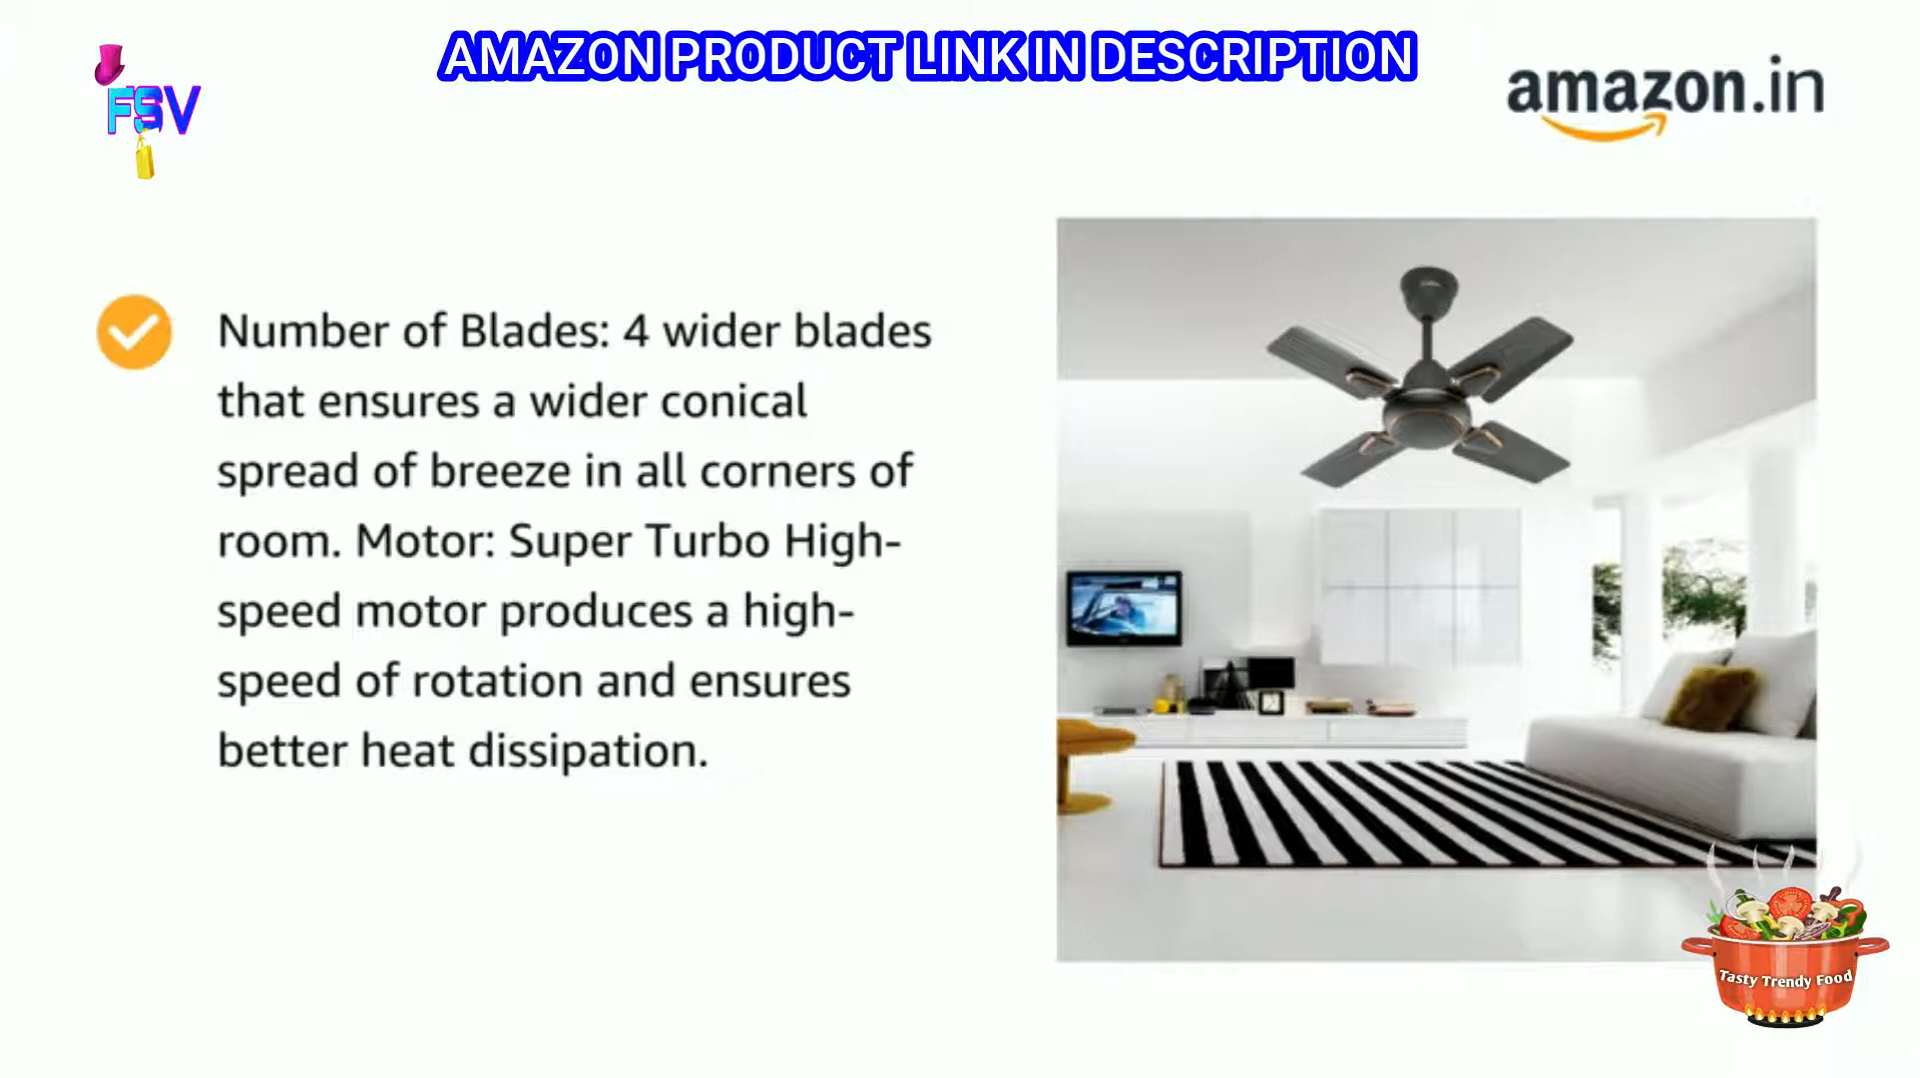 AMAZON PRODUCT LINK IN DESCRIPTION
FSV
amazon.in
Number of Blades: 4 wider blades
that ensures a wider conical
spread of breeze in all corners of
room. Motor: Super Turbo High-
speed motor produces a high-
speed of rotation and ensures
better heat dissipation.
Tasty Trendy Food